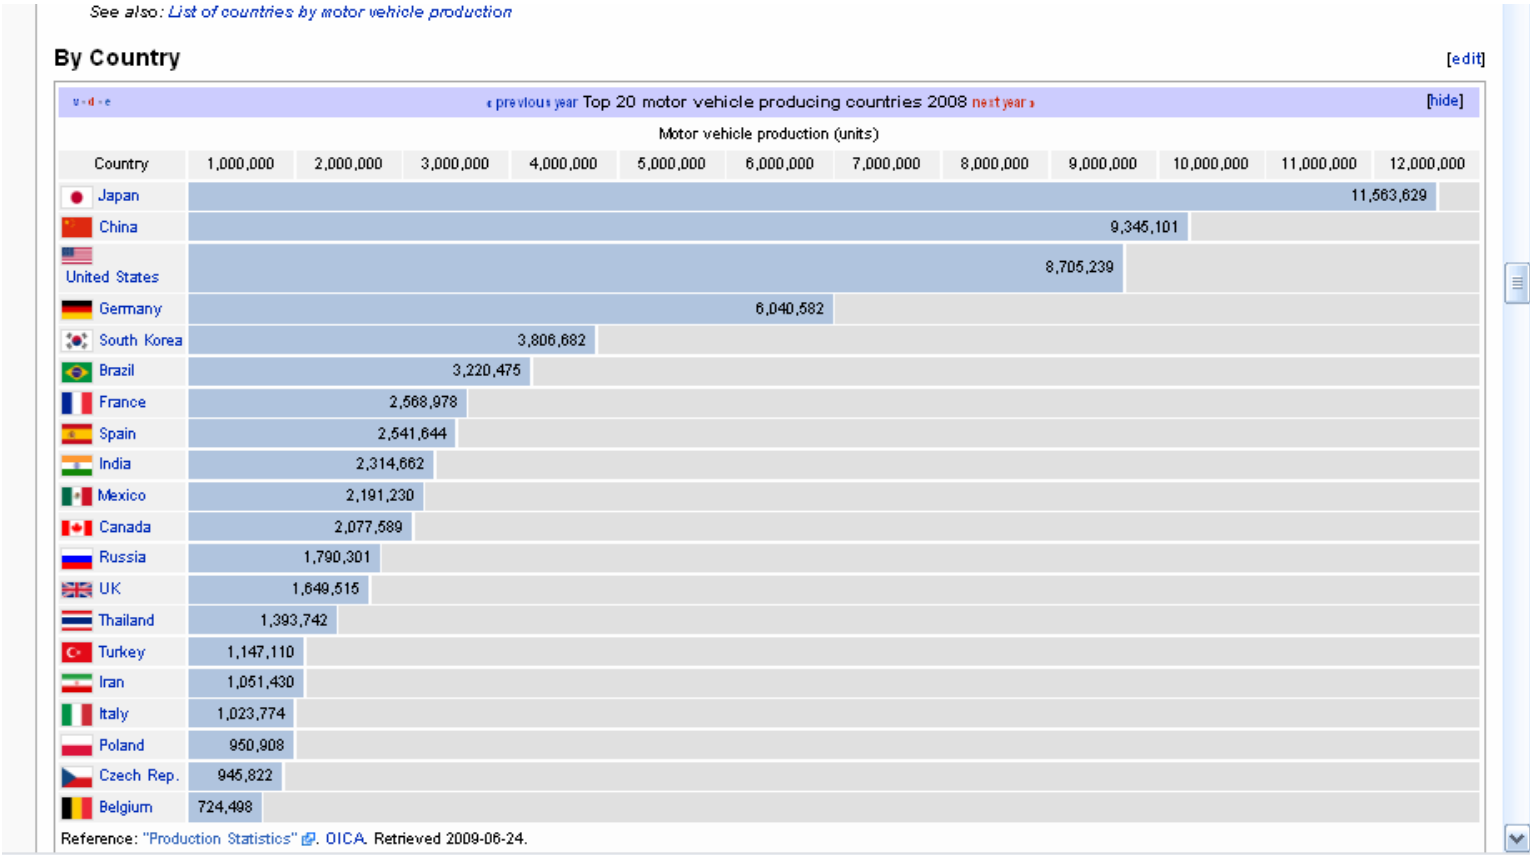 See also: List of countries by motor vehicle production
By Country [edit]
v · d · e « previous year Top 20 motor vehicle producing countries 2008 next year » [hide]
Motor vehicle production (units)
Country 1,000,000 2,000,000 3,000,000 4,000,000 5,000,000 6,000,000 7,000,000 8,000,000 9,000,000 10,000,000 11,000,000 12,000,000
Japan 11,563,629
China 9,345,101
United States 8,705,239
Germany 6,040,582
South Korea 3,806,682
Brazil 3,220,475
France 2,568,978
Spain 2,541,644
India 2,314,662
Mexico 2,191,230
Canada 2,077,589
Russia 1,790,301
UK 1,649,515
Thailand 1,393,742
Turkey 1,147,110
Iran 1,051,430
Italy 1,023,774
Poland 950,908
Czech Rep. 945,822
Belgium 724,498
Reference: "Production Statistics". OICA. Retrieved 2009-06-24.